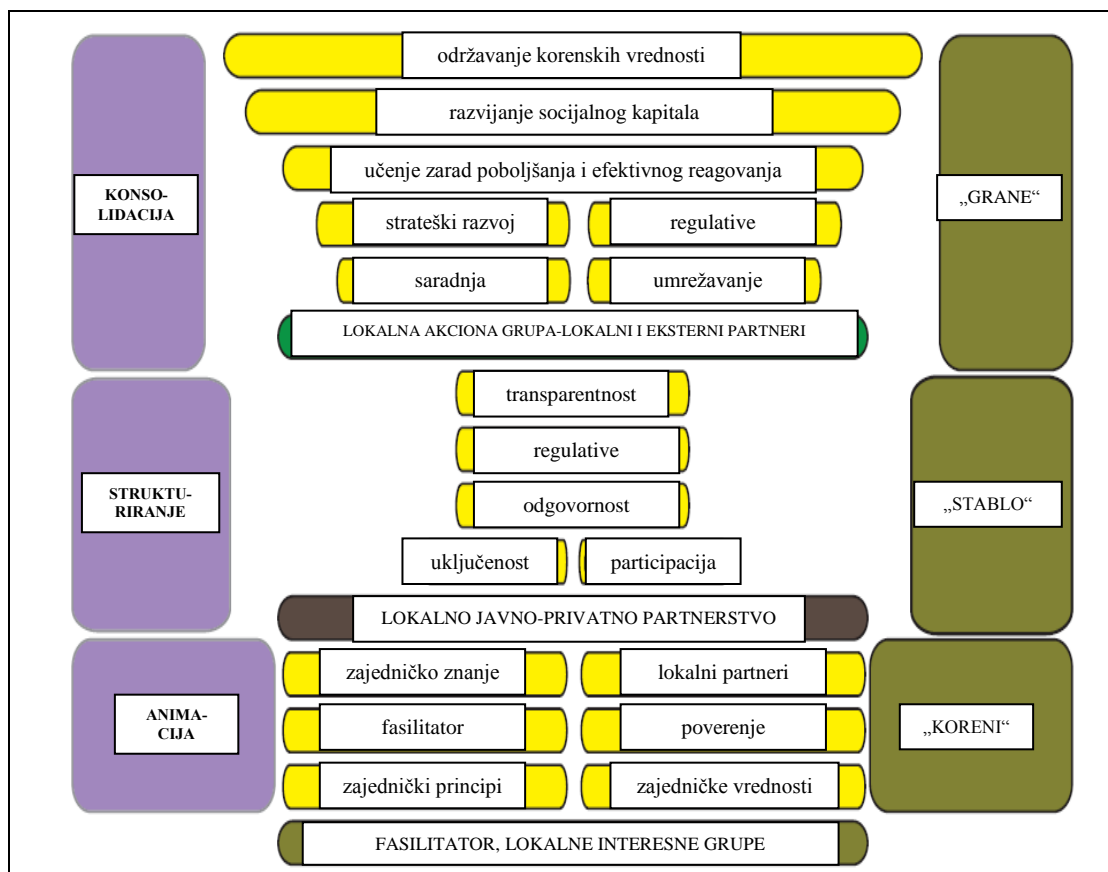 održavanje korenskih vrednosti
razvijanje socijalnog kapitala
učenje zarad poboljšanja i efektivnog reagovanja
KONSO-
LIDACIJA
„GRANE“
strateški razvoj
regulative
saradnja
umrežavanje
LOKALNA AKCIONA GRUPA-LOKALNI I EKSTERNI PARTNERI
transparentnost
regulative
STRUKTU-
RIRANJE
odgovornost
„STABLO“
uključenost
participacija
LOKALNO JAVNO-PRIVATNO PARTNERSTVO
zajedničko znanje
lokalni partneri
ANIMA-
CIJA
fasilitator
poverenje
„KORENI“
zajednički principi
zajedničke vrednosti
FASILITATOR, LOKALNE INTERESNE GRUPE